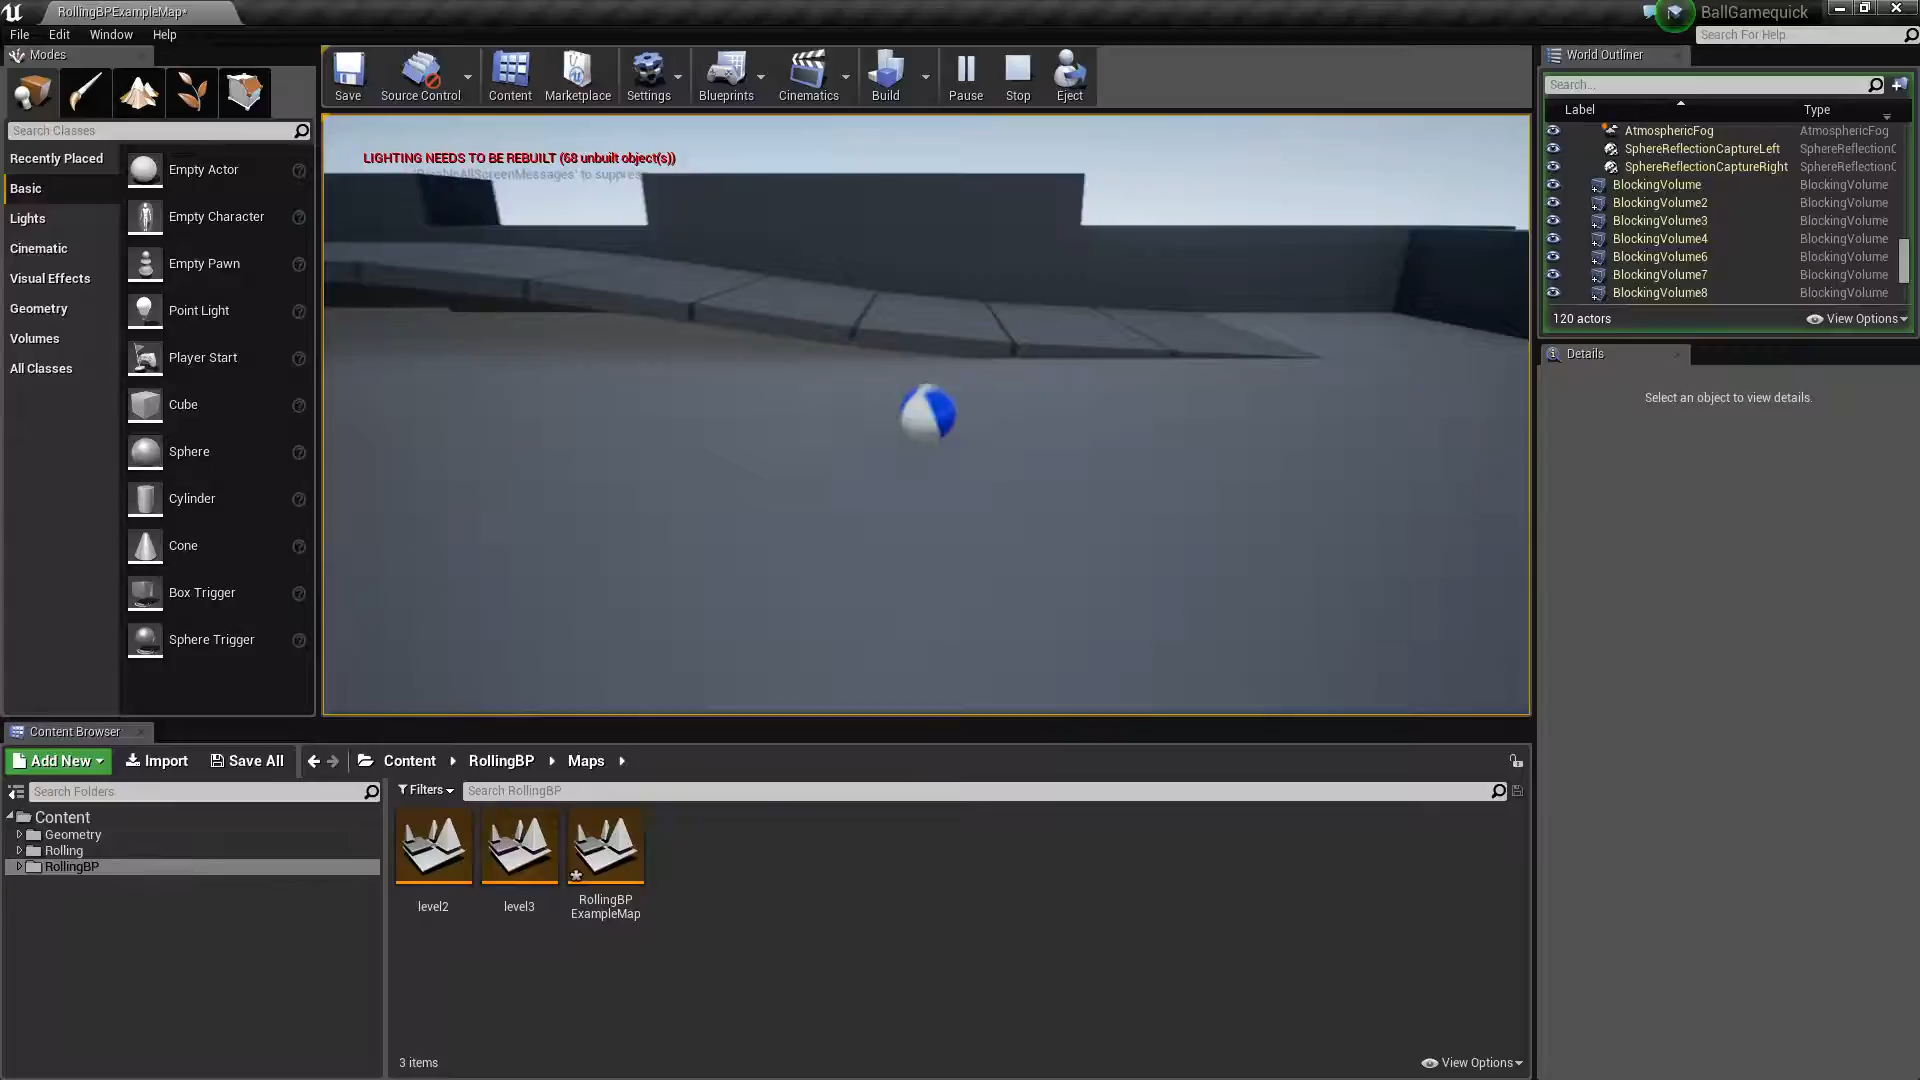 RollingBPExampleMap*
BallGamequick
File Edit Window Help
Search For Help
Modes
World Outliner
Save Source Control Content Marketplace Settings Blueprints Cinematics Build Pause Stop Eject
Search...
Label Type
Search Classes
Recently Placed
Basic
Lights
Cinematic
Visual Effects
Geometry
Volumes
All Classes
Empty Actor
Empty Character
Empty Pawn
Point Light
Player Start
Cube
Sphere
Cylinder
Cone
Box Trigger
Sphere Trigger
LIGHTING NEEDS TO BE REBUILT (68 unbuilt object(s))
'DisableAllScreenMessages' to suppres
AtmosphericFog AtmosphericFog
SphereReflectionCaptureLeft SphereReflectionC
SphereReflectionCaptureRight SphereReflectionC
BlockingVolume BlockingVolume
BlockingVolume2 BlockingVolume
BlockingVolume3 BlockingVolume
BlockingVolume4 BlockingVolume
BlockingVolume6 BlockingVolume
BlockingVolume7 BlockingVolume
BlockingVolume8 BlockingVolume
120 actors View Options
Details
Select an object to view details.
Content Browser
Add New Import Save All Content RollingBP Maps
Search Folders
Filters Search RollingBP
Content
Geometry
Rolling
RollingBP
level2
level3
RollingBP
ExampleMap
3 items View Options